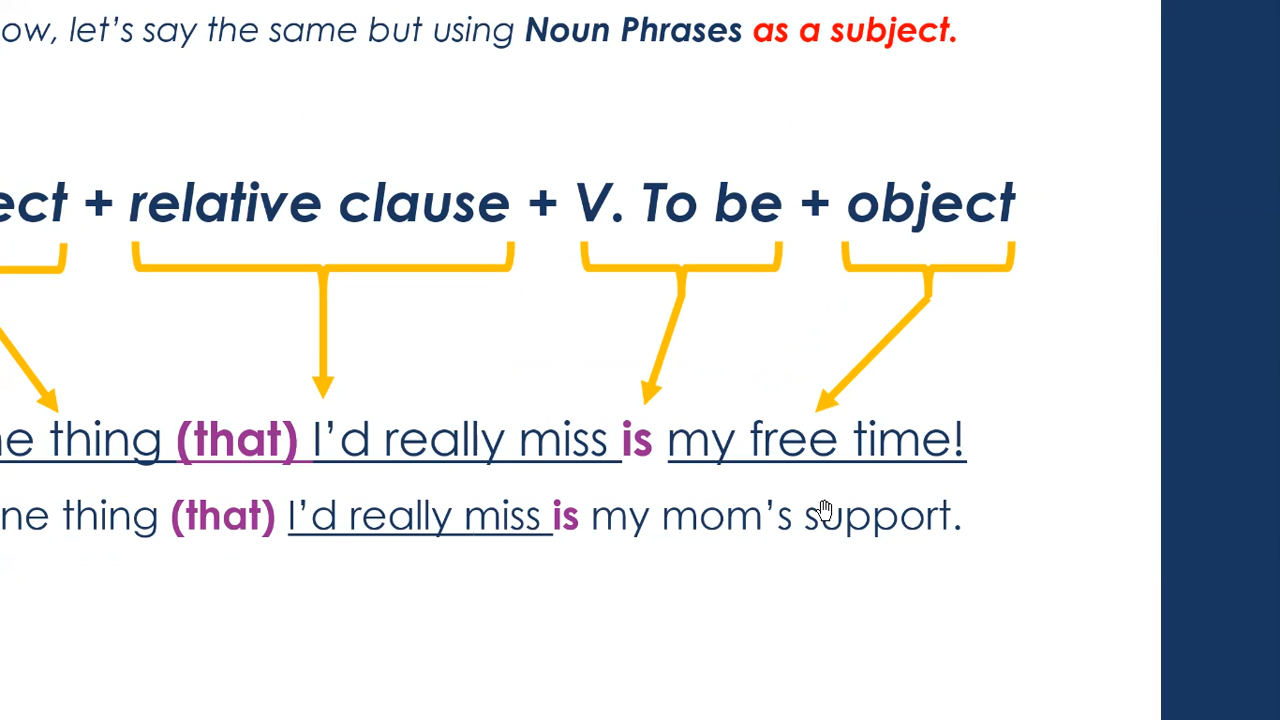 ow, let's say the same but using Noun Phrases as a subject.
ect + relative clause + V. To be + object
ne thing (that) I'd really miss is my free time!
ne thing (that) I'd really miss is my mom's support.